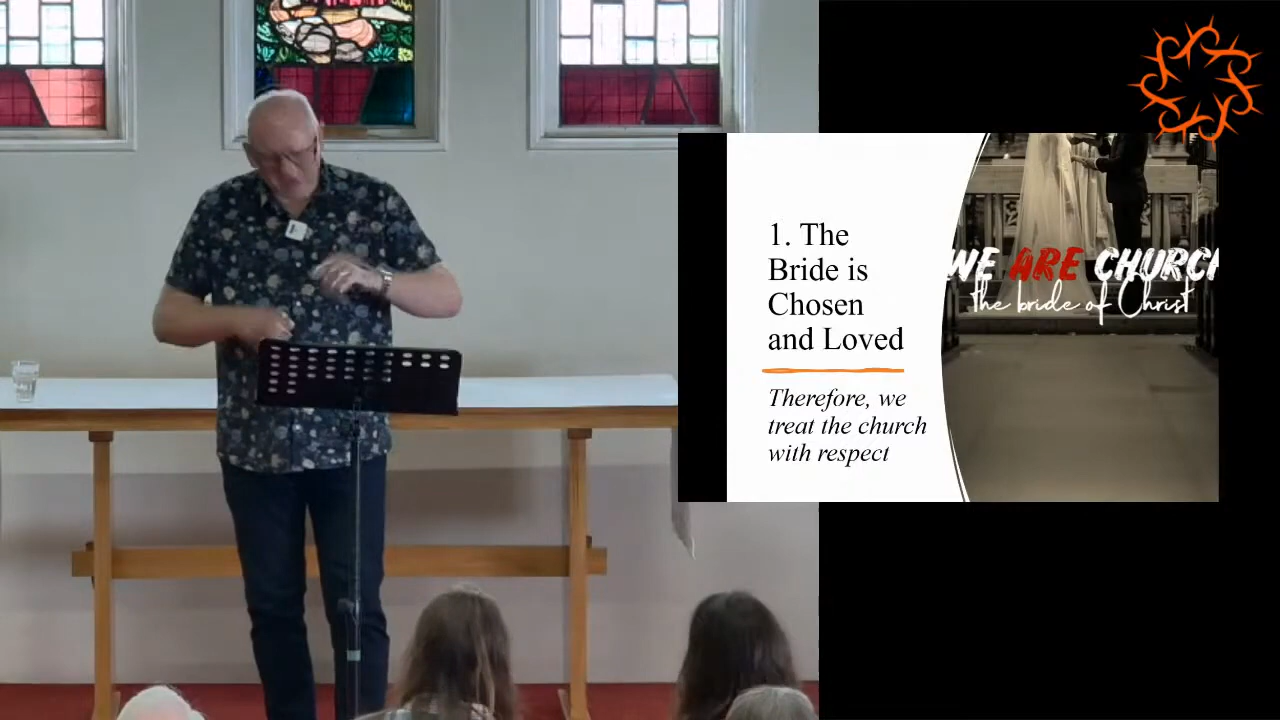 1. The
Bride is
Chosen
and Loved
Therefore, we
treat the church
with respect
WE ARE CHURCH
the bride of Christ